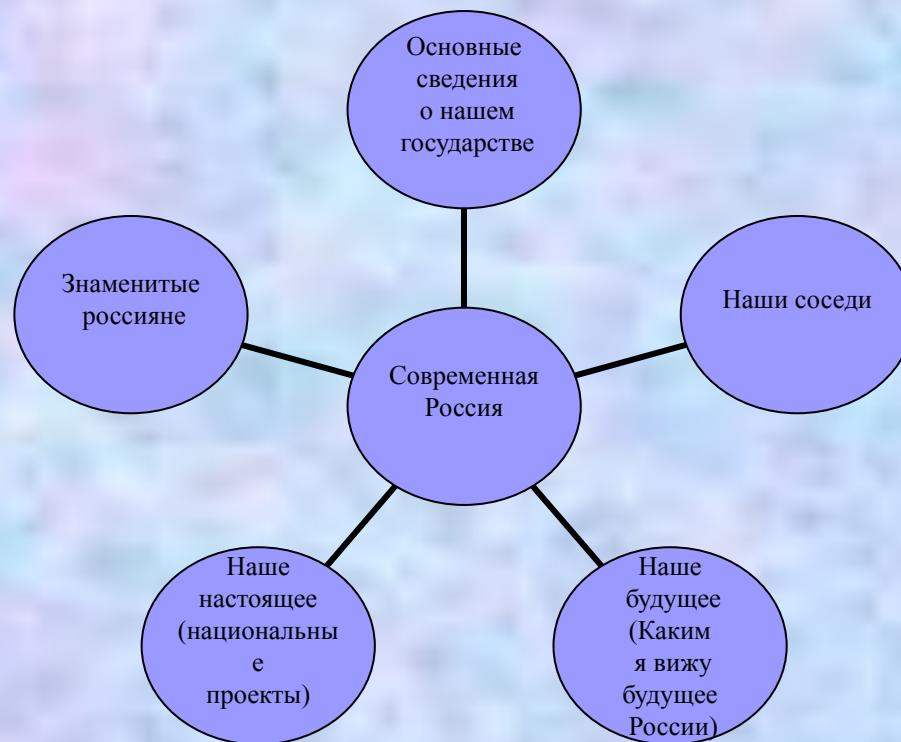 Основные
сведения
о нашем
государстве
Знаменитые
россияне
Наши соседи
Современная
Россия
Наше
настоящее
(национальны
е
проекты)
Наше
будущее
(Каким
я вижу
будущее
России)